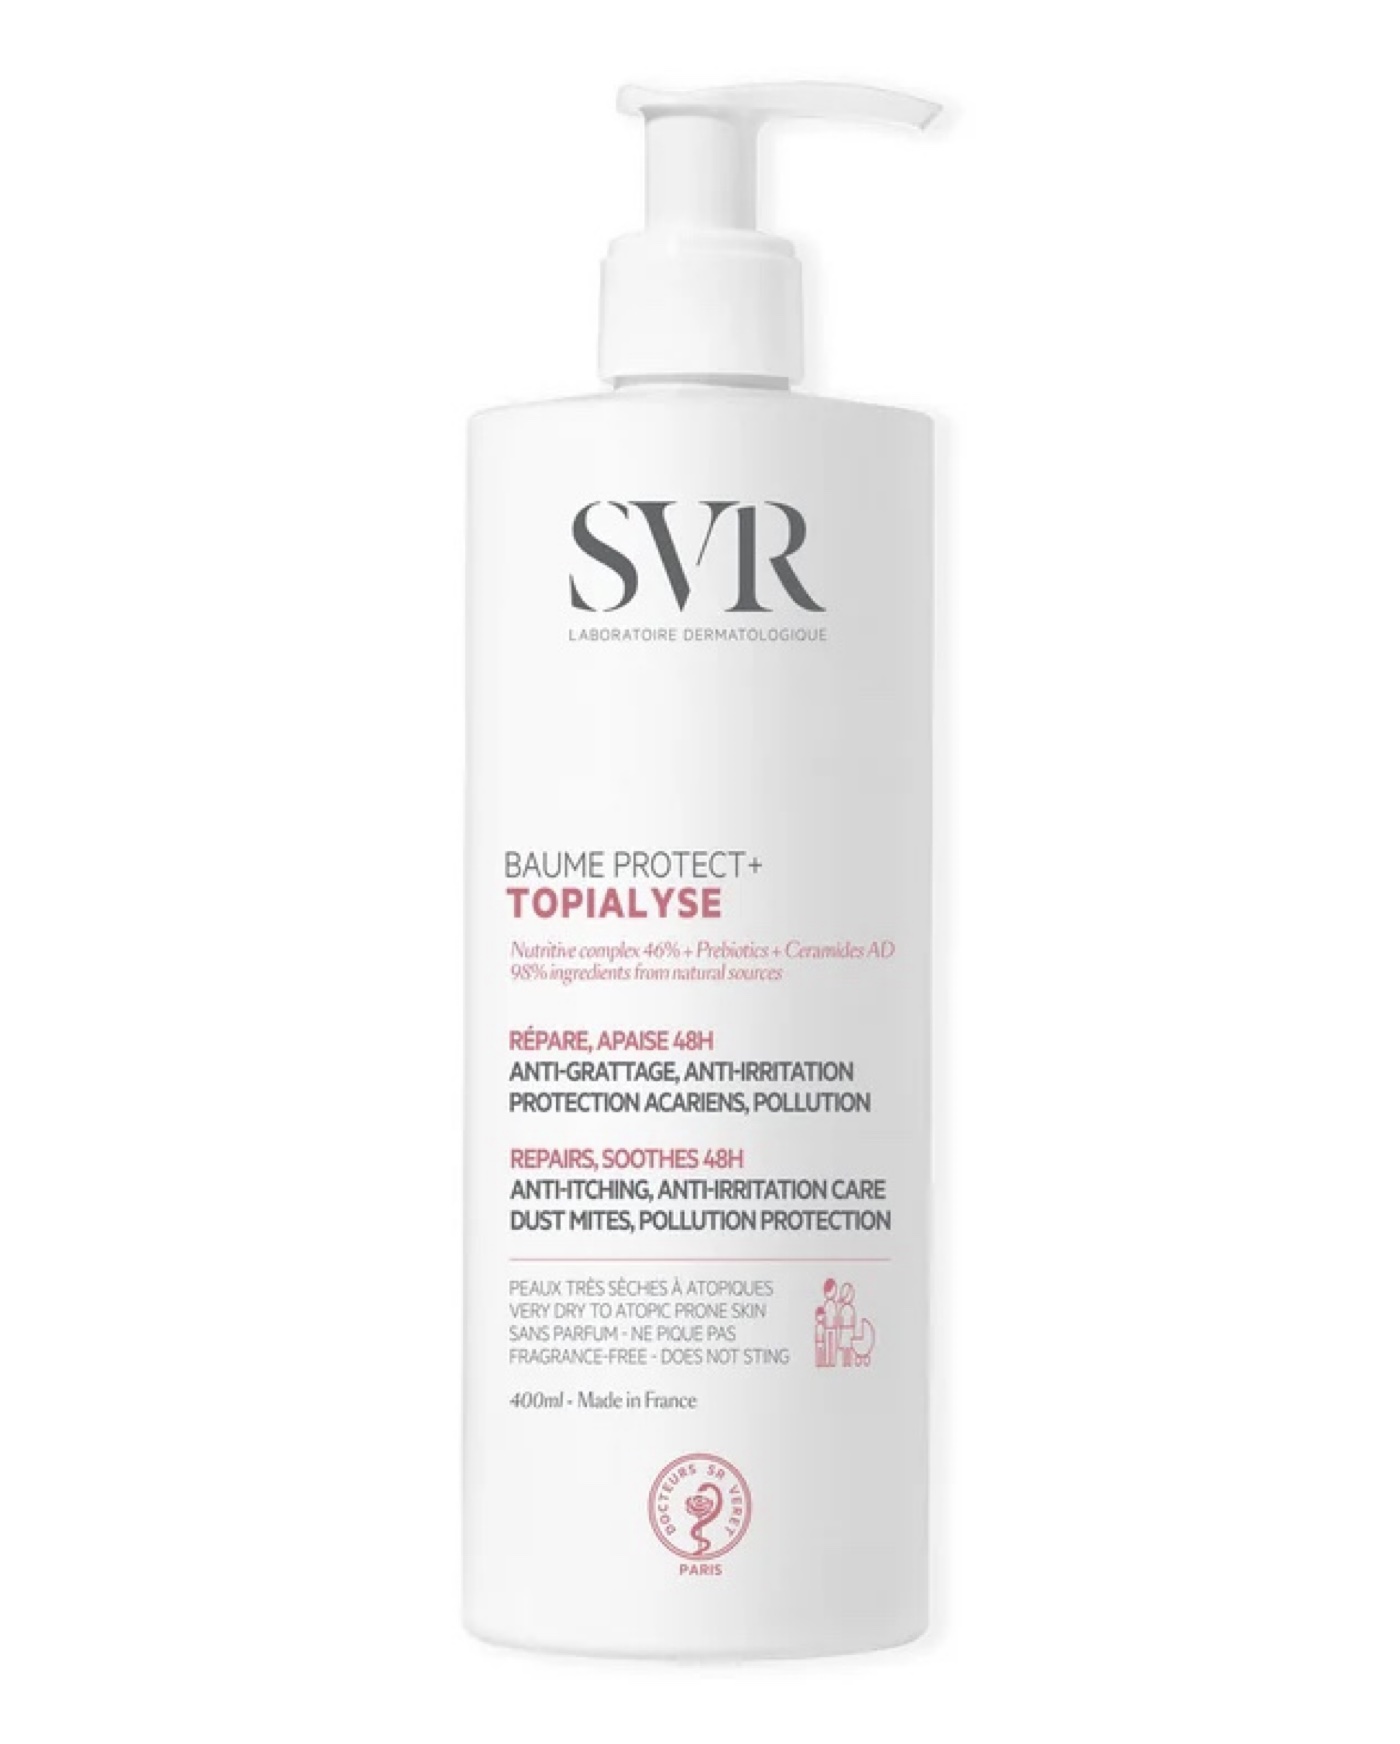 SVR
LABORATOIRE DERMATOLOGIQUE
BAUME PROTECT+
TOPIALYSE
Nutritive complex 46% + Prebiotics + Ceramides AD
98% ingredients from natural sources
RÉPARE, APAISE 48H
ANTI-GRATTAGE, ANTI-IRRITATION
PROTECTION ACARIENS, POLLUTION
REPAIRS, SOOTHES 48H
ANTI-ITCHING, ANTI-IRRITATION CARE
DUST MITES, POLLUTION PROTECTION
PEAUX TRÈS SÈCHES À ATOPIQUES
VERY DRY TO ATOPIC PRONE SKIN
SANS PARFUM - NE PIQUE PAS
FRAGRANCE-FREE - DOES NOT STING
400ml - Made in France
DOCTEURS SR VERET
PARIS